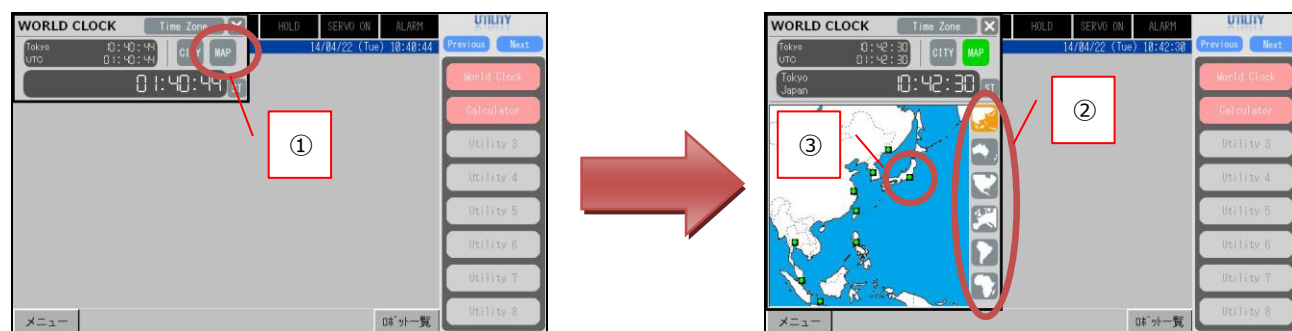 WORLD CLOCK
Time Zone
HOLD
SERVO ON
ALARM
UTILITY
Tokyo 10:40:44
UTC 01:40:44
CITY
MAP
14/04/22 (Tue) 10:40:44
Previous
Next
01:40:44
ST
①
World Clock
Calculator
Utility 3
Utility 4
Utility 5
Utility 6
Utility 7
Utility 8
メニュー
ロボット一覧
WORLD CLOCK
Time Zone
HOLD
SERVO ON
ALARM
UTILITY
Tokyo 10:42:30
UTC 01:42:30
CITY
MAP
14/04/22 (Tue) 10:42:30
Previous
Next
Tokyo
Japan
10:42:30
ST
②
③
World Clock
Calculator
Utility 3
Utility 4
Utility 5
Utility 6
Utility 7
Utility 8
メニュー
ロボット一覧